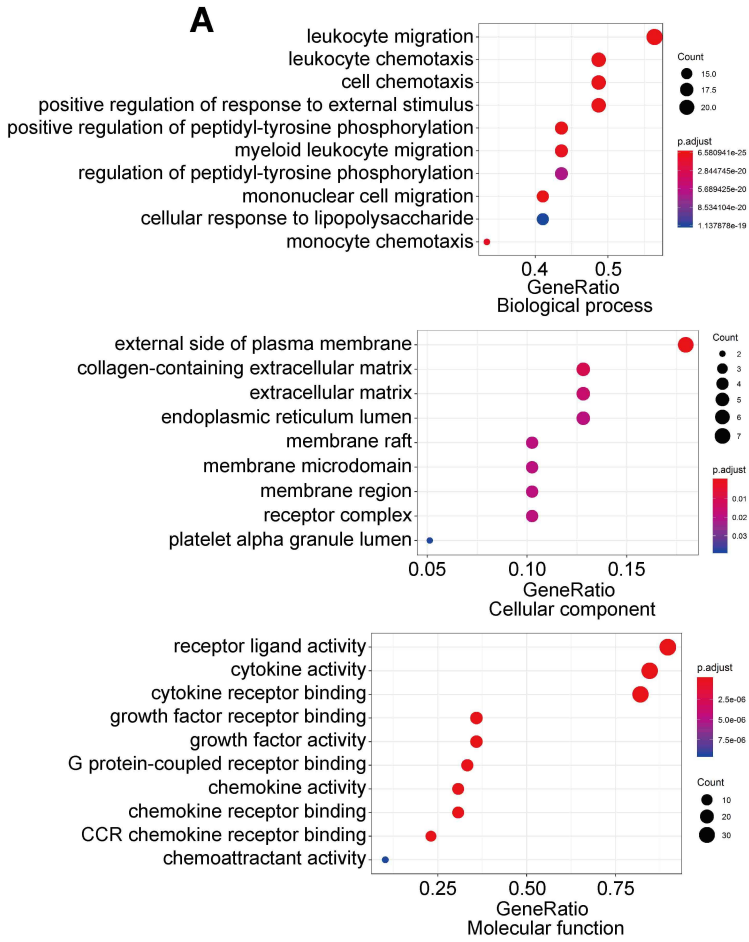 A
leukocyte migration
leukocyte chemotaxis
cell chemotaxis
positive regulation of response to external stimulus
positive regulation of peptidyl-tyrosine phosphorylation
myeloid leukocyte migration
regulation of peptidyl-tyrosine phosphorylation
mononuclear cell migration
cellular response to lipopolysaccharide
monocyte chemotaxis
0.4 0.5
GeneRatio
Biological process
Count
15.0
17.5
20.0
p.adjust
6.580941e-25
2.844745e-20
5.689425e-20
8.534104e-20
1.137878e-19
external side of plasma membrane
collagen-containing extracellular matrix
extracellular matrix
endoplasmic reticulum lumen
membrane raft
membrane microdomain
membrane region
receptor complex
platelet alpha granule lumen
0.05 0.10 0.15
GeneRatio
Cellular component
Count
2
3
4
5
6
7
p.adjust
0.01
0.02
0.03
receptor ligand activity
cytokine activity
cytokine receptor binding
growth factor receptor binding
growth factor activity
G protein-coupled receptor binding
chemokine activity
chemokine receptor binding
CCR chemokine receptor binding
chemoattractant activity
0.25 0.50 0.75
GeneRatio
Molecular function
p.adjust
2.5e-06
5.0e-06
7.5e-06
Count
10
20
30